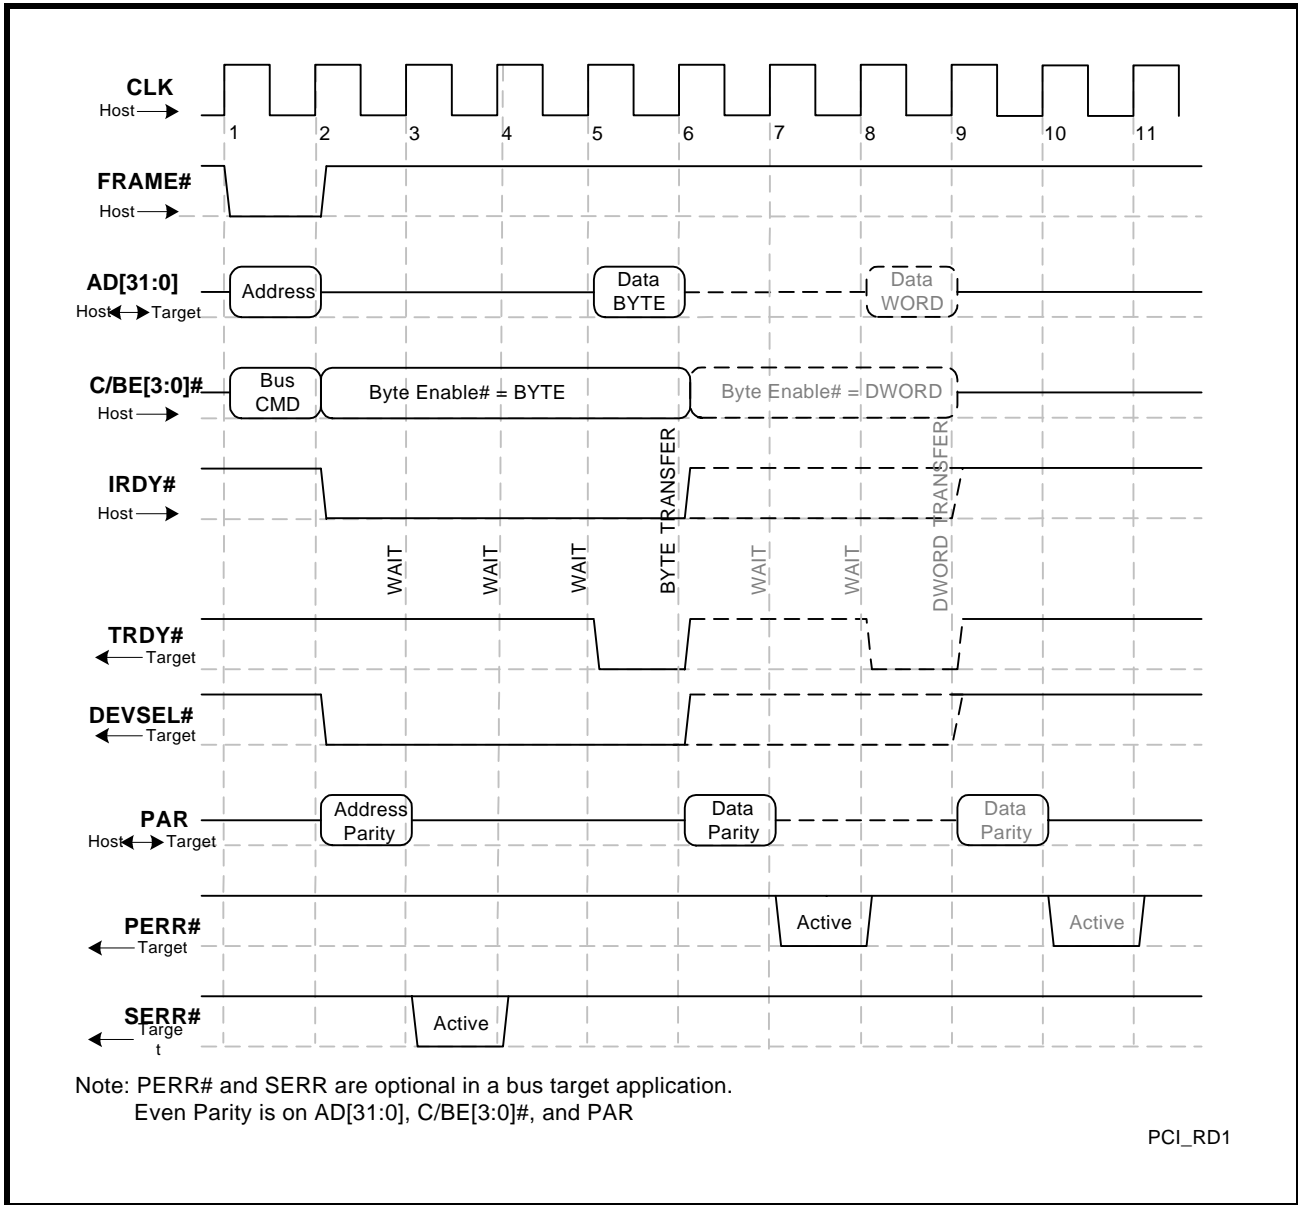 CLK
Host
1 2 3 4 5 6 7 8 9 10 11
FRAME#
Host
AD[31:0]
Host Target
Address
Data
BYTE
Data
WORD
C/BE[3:0]#
Host
Bus
CMD
Byte Enable# = BYTE
Byte Enable# = DWORD
IRDY#
Host
WAIT
WAIT
WAIT
BYTE TRANSFER
WAIT
WAIT
DWORD TRANSFER
TRDY#
Target
DEVSEL#
Target
PAR
Host Target
Address
Parity
Data
Parity
Data
Parity
PERR#
Target
Active
Active
SERR#
Targe
t
Active
Note: PERR# and SERR are optional in a bus target application.
Even Parity is on AD[31:0], C/BE[3:0]#, and PAR
PCI_RD1